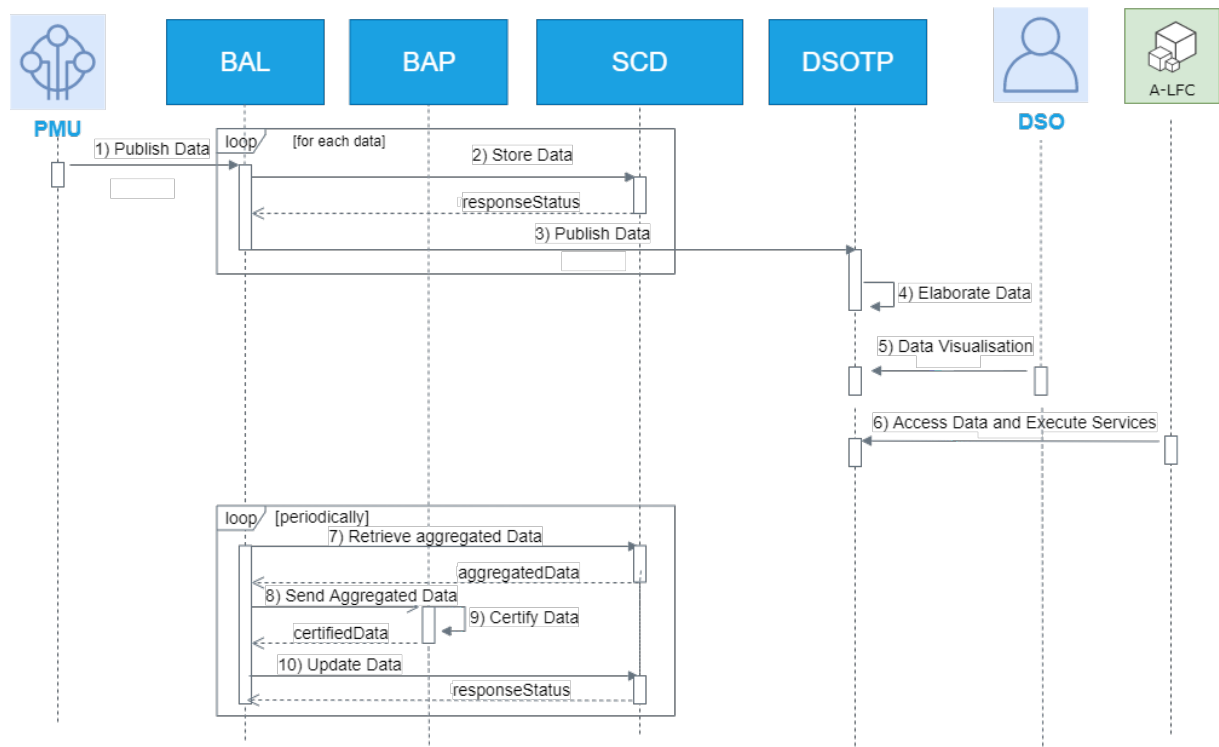 BAL
BAP
SCD
DSOTP
A-LFC
PMU
DSO
loop
[for each data]
1) Publish Data
2) Store Data
responseStatus
3) Publish Data
4) Elaborate Data
5) Data Visualisation
6) Access Data and Execute Services
loop
[periodically]
7) Retrieve aggregated Data
aggregatedData
8) Send Aggregated Data
9) Certify Data
certifiedData
10) Update Data
responseStatus